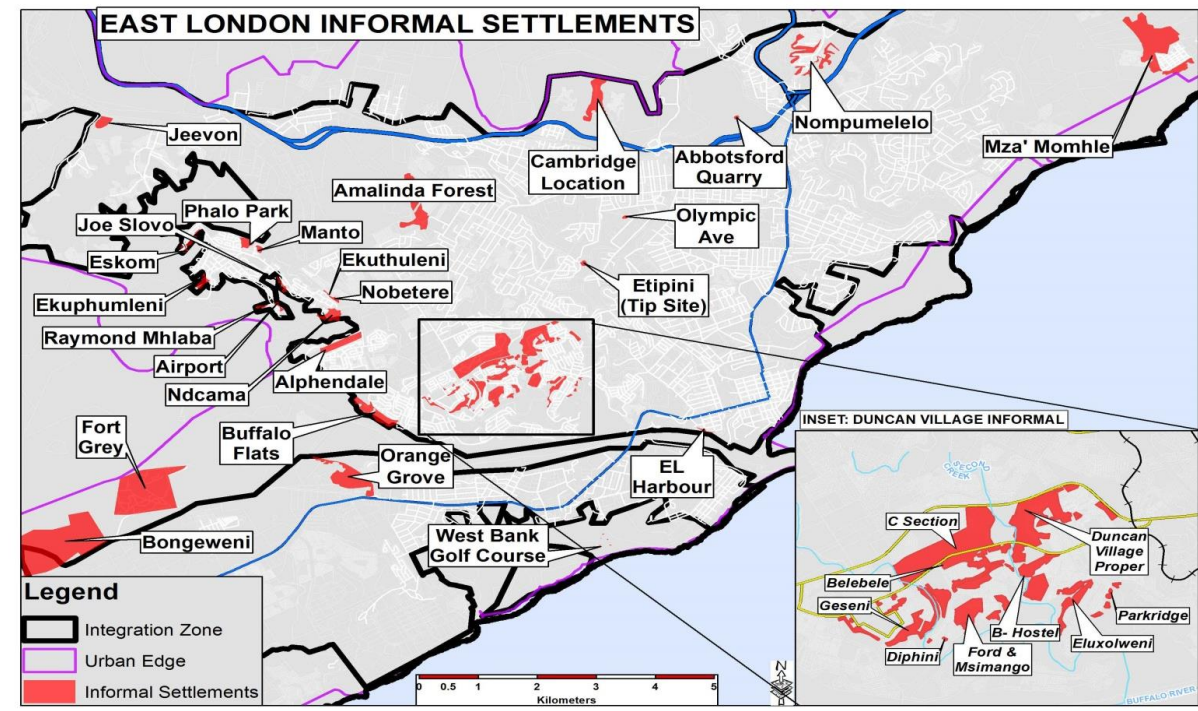 EAST LONDON INFORMAL SETTLEMENTS
Jeevon
Nompumelelo
Mza' Momhle
Cambridge
Location
Abbotsford
Quarry
Amalinda Forest
Phalo Park
Joe Slovo
Manto
Olympic
Ave
Eskom
Ekuthuleni
Ekuphumleni
Nobetere
Etipini
(Tip Site)
Raymond Mhlaba
Airport
Ndcama
Alphendale
Fort
Grey
Buffalo
Flats
Orange
Grove
EL
Harbour
Bongeweni
West Bank
Golf Course
INSET: DUNCAN VILLAGE INFORMAL
SECOND
CREEK
C Section
Duncan
Village
Proper
Belebele
Geseni
Parkridge
B- Hostel
Eluxolweni
Diphini
Ford &
Msimango
BUFFALO RIVER
Legend
Integration Zone
Urban Edge
Informal Settlements
0 0.5 1 2 3 4 5
Kilometers
N